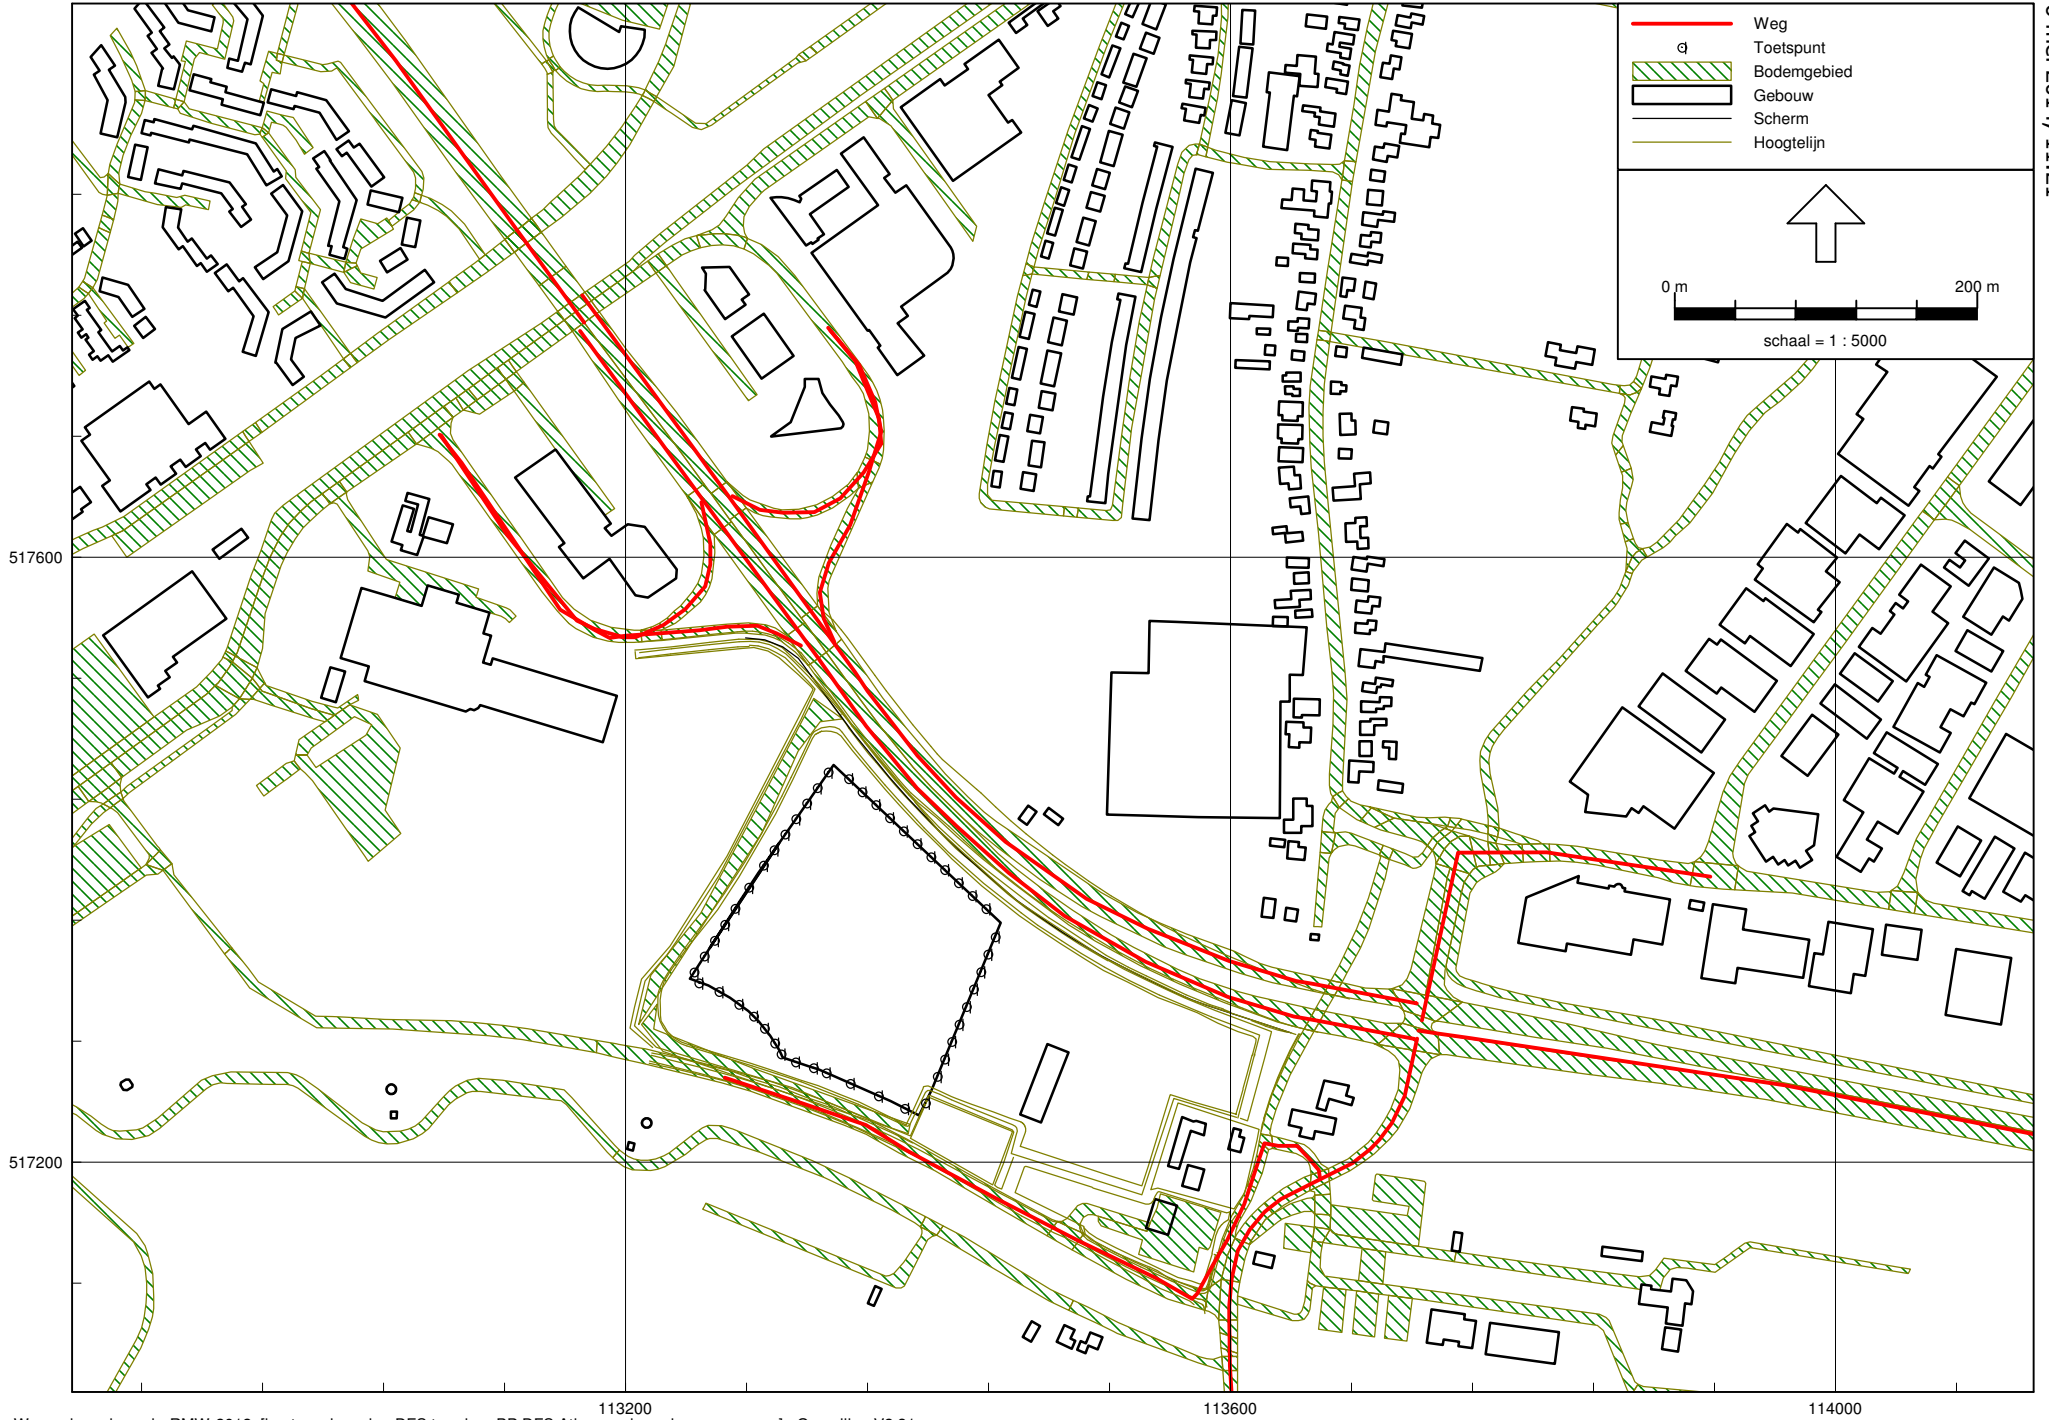 Weg
Toetspunt
Bodemgebied
Gebouw
Scherm
Hoogtelijn
0 m 200 m
schaal = 1 : 5000
517600
517200
113200 113600 114000